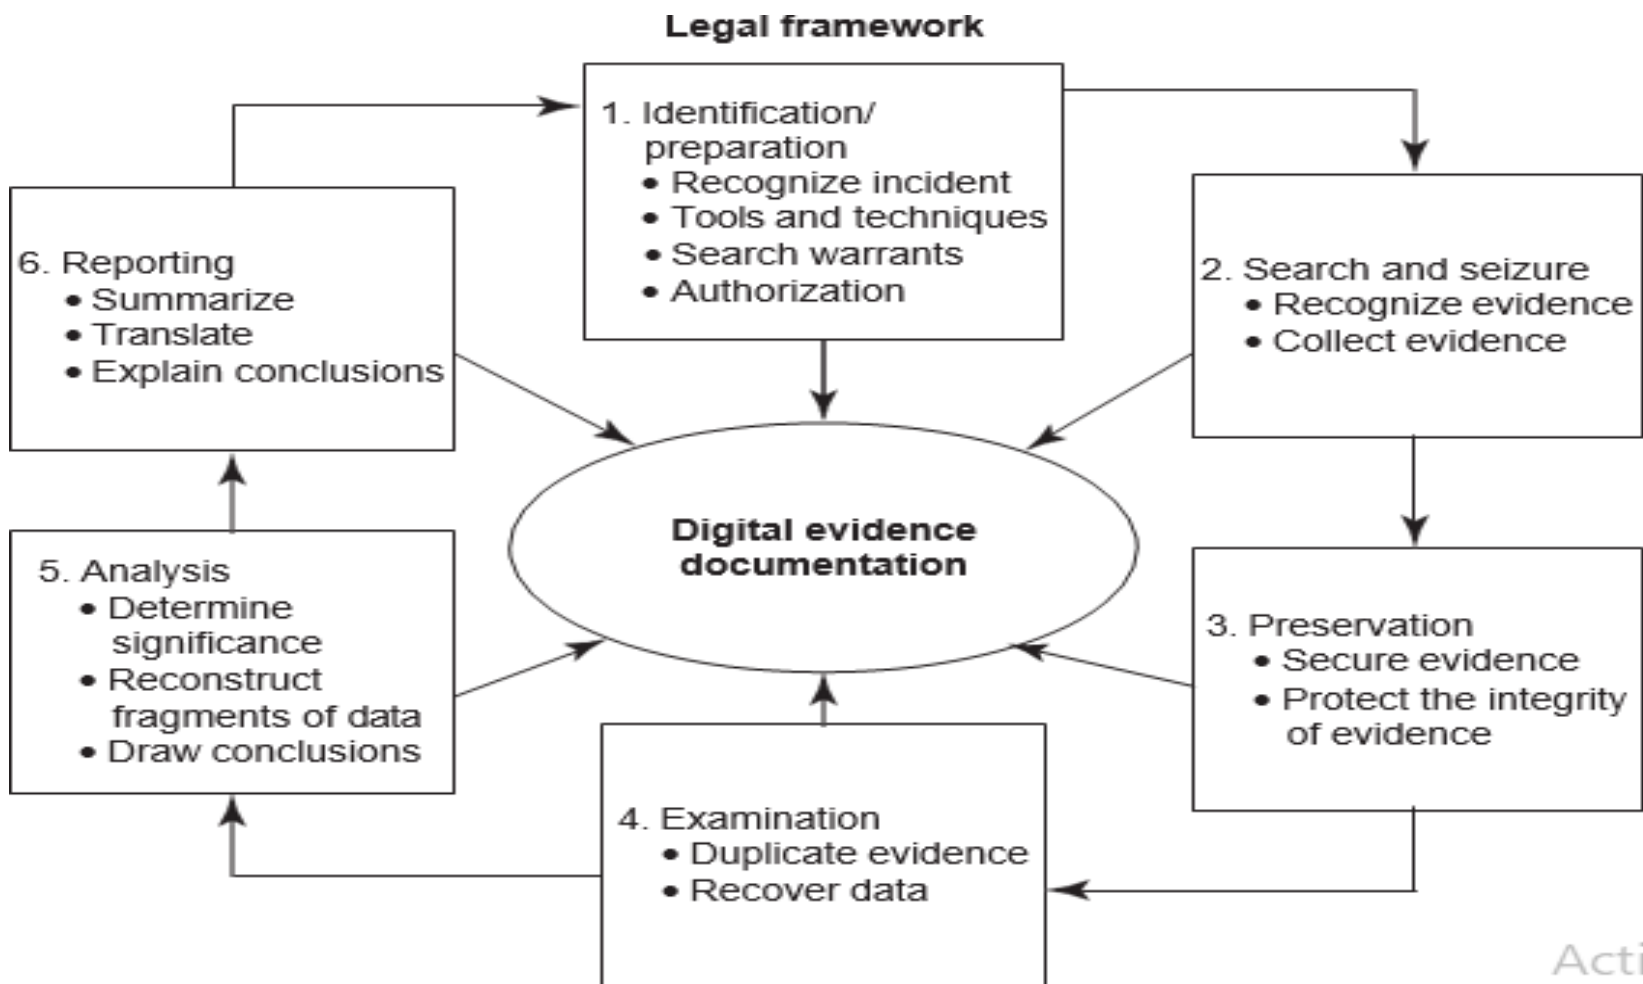 Legal framework
1. Identification/
preparation
• Recognize incident
• Tools and techniques
• Search warrants
• Authorization
2. Search and seizure
• Recognize evidence
• Collect evidence
3. Preservation
• Secure evidence
• Protect the integrity
of evidence
4. Examination
• Duplicate evidence
• Recover data
5. Analysis
• Determine
significance
• Reconstruct
fragments of data
• Draw conclusions
6. Reporting
• Summarize
• Translate
• Explain conclusions
Digital evidence
documentation
Acti